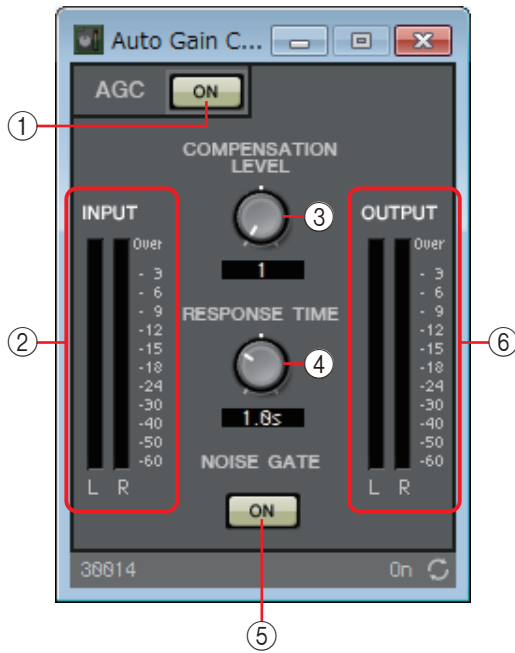 Auto Gain C...
AGC ON
①
COMPENSATION
LEVEL
③
1
INPUT
Over
- 3
- 6
- 9
-12
-15
-18
-24
-30
-40
-50
-60
L R
②
RESPONSE TIME
④
1.0s
NOISE GATE
ON
⑤
OUTPUT
Over
- 3
- 6
- 9
-12
-15
-18
-24
-30
-40
-50
-60
L R
⑥
30014
On